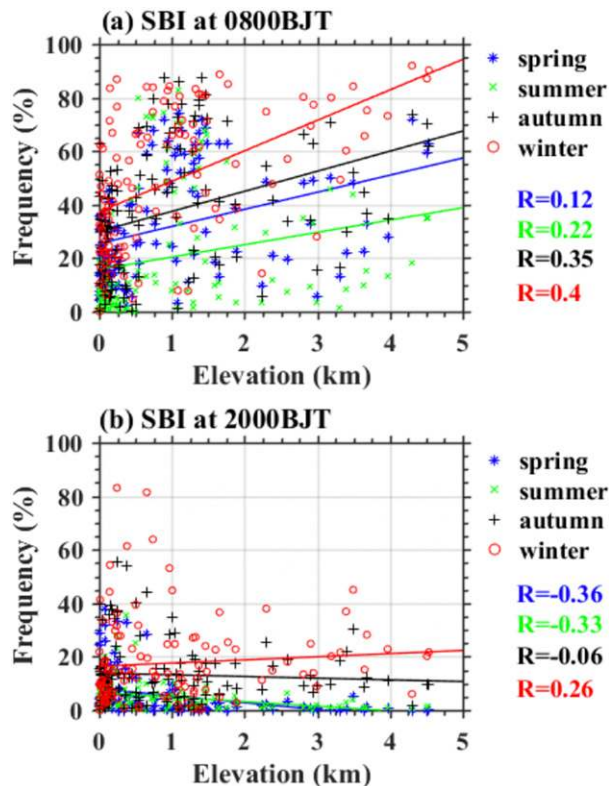 (a) SBI at 0800BJT
100
80
60
40
20
0
Frequency (%)
0 1 2 3 4 5
Elevation (km)
spring
summer
autumn
winter
R=0.12
R=0.22
R=0.35
R=0.4
(b) SBI at 2000BJT
100
80
60
40
20
0
Frequency (%)
0 1 2 3 4 5
Elevation (km)
spring
summer
autumn
winter
R=-0.36
R=-0.33
R=-0.06
R=0.26